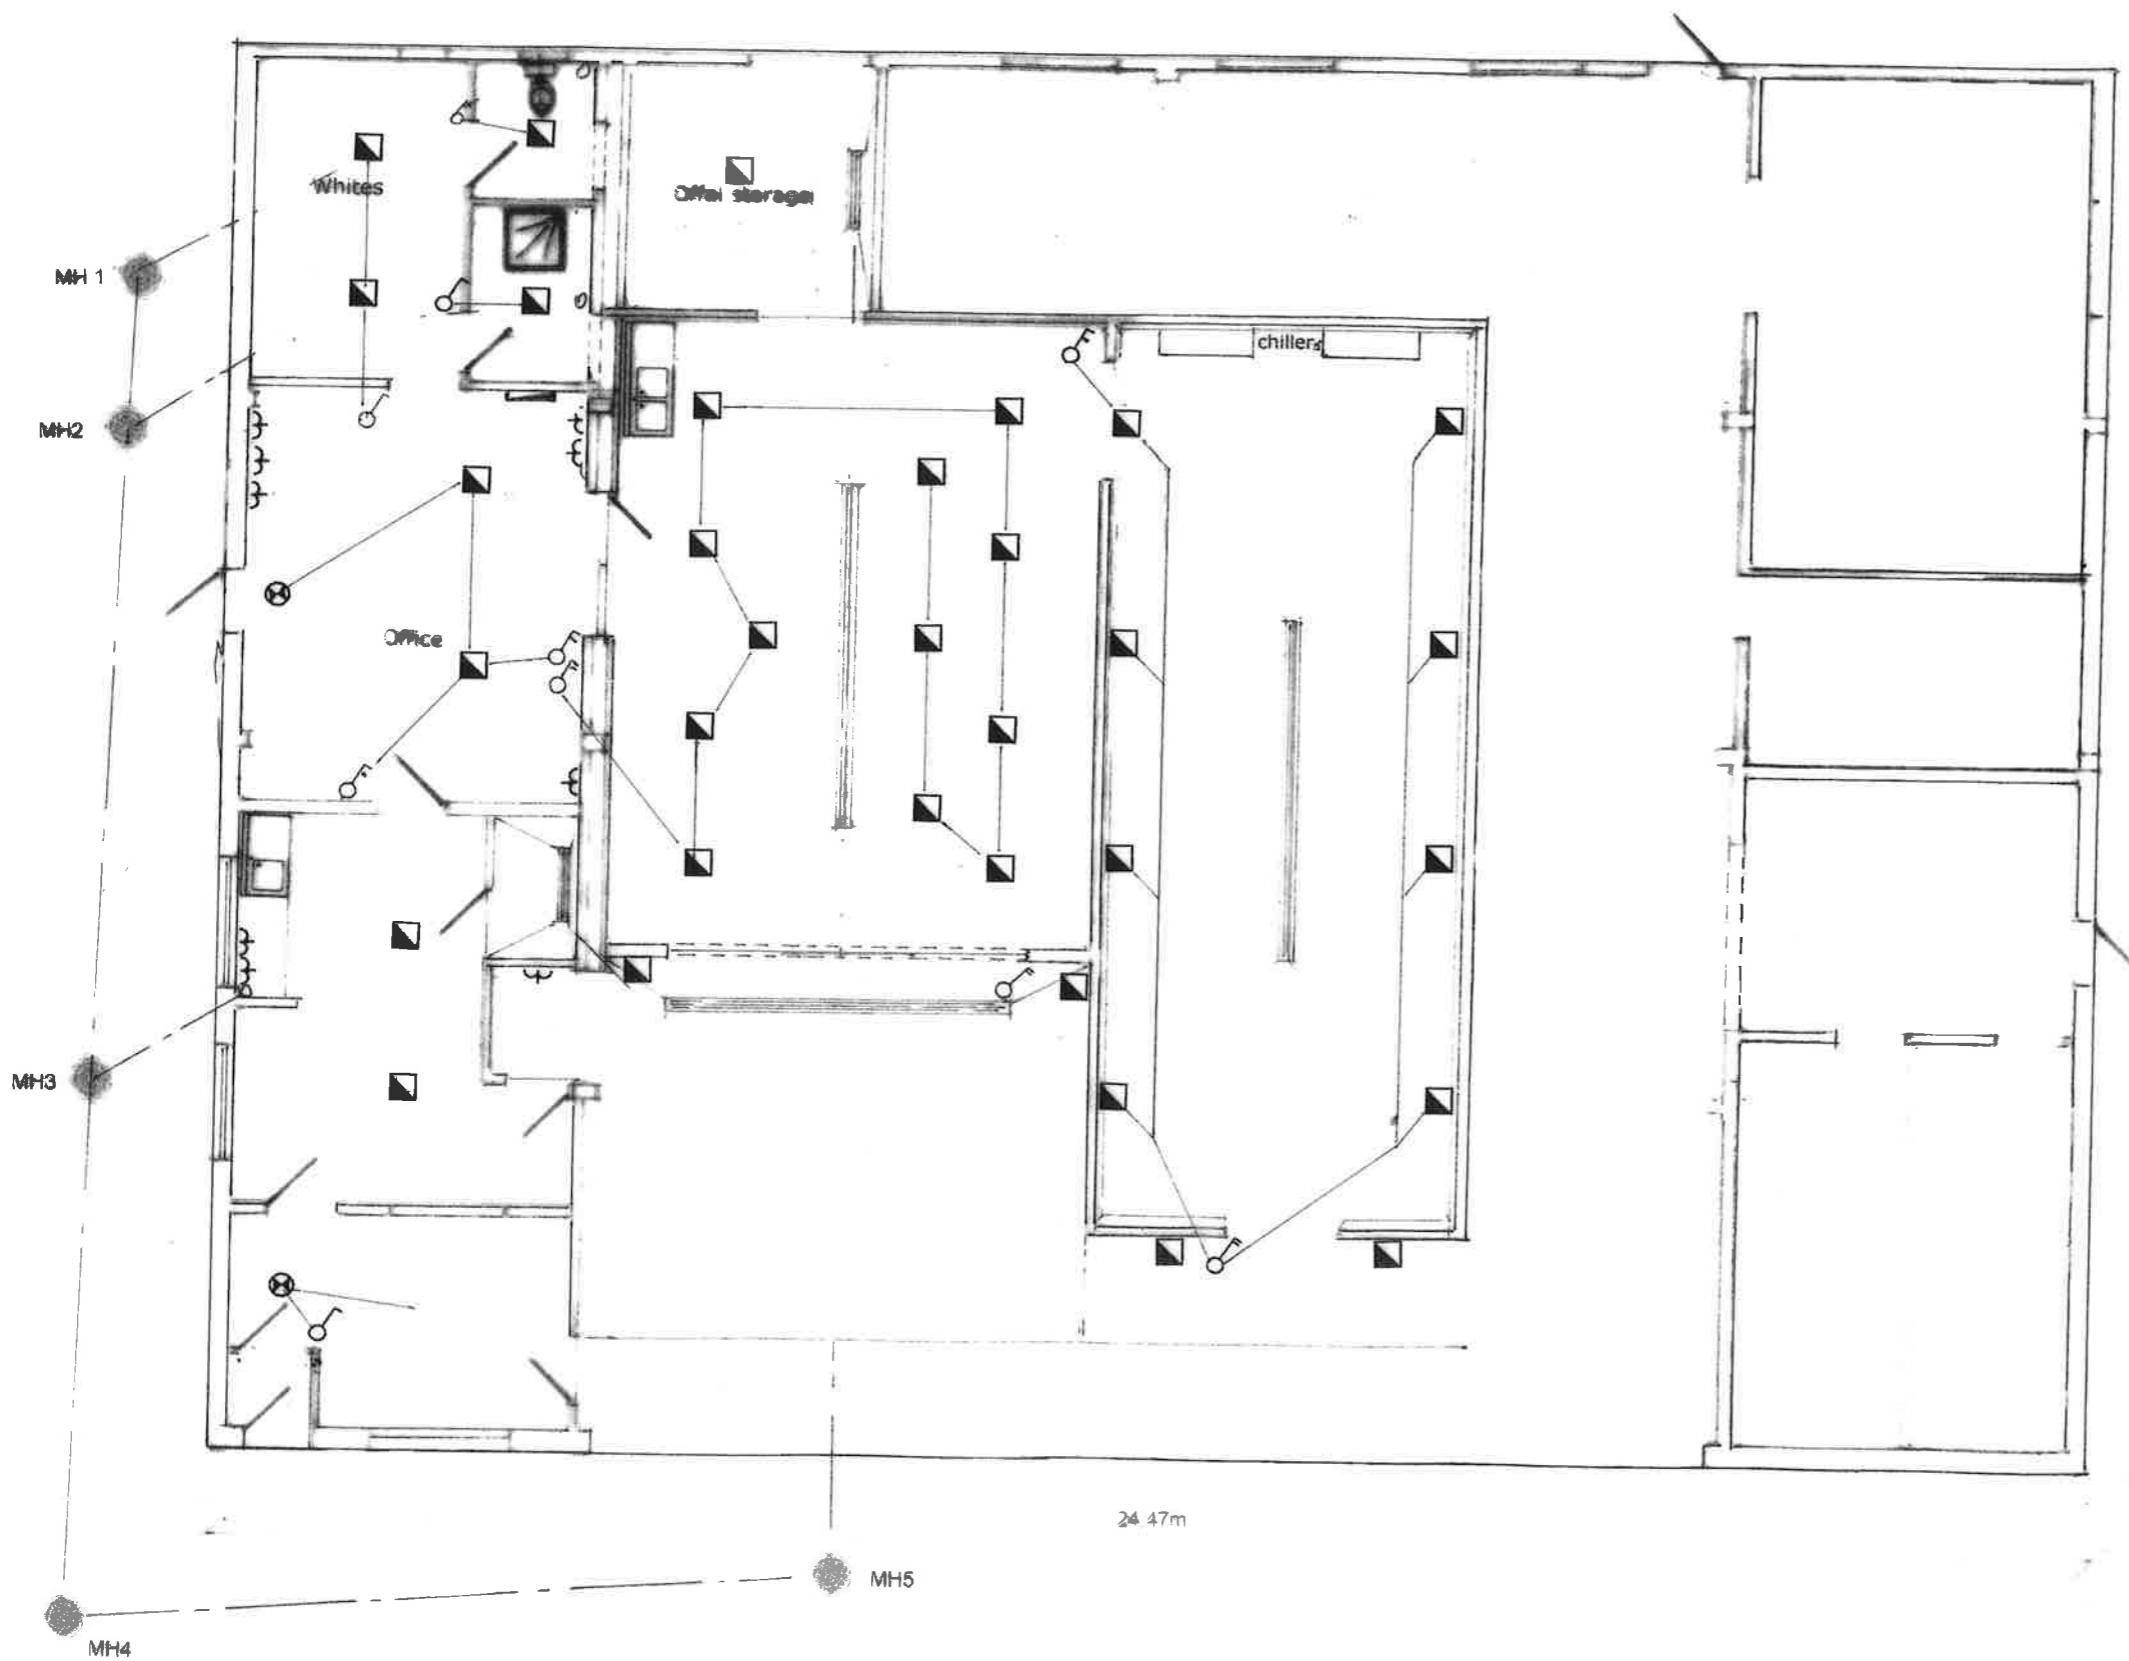 Whites
Offal storage
MH 1
chillers
MH2
Office
MH3
24.47m
MH5
MH4